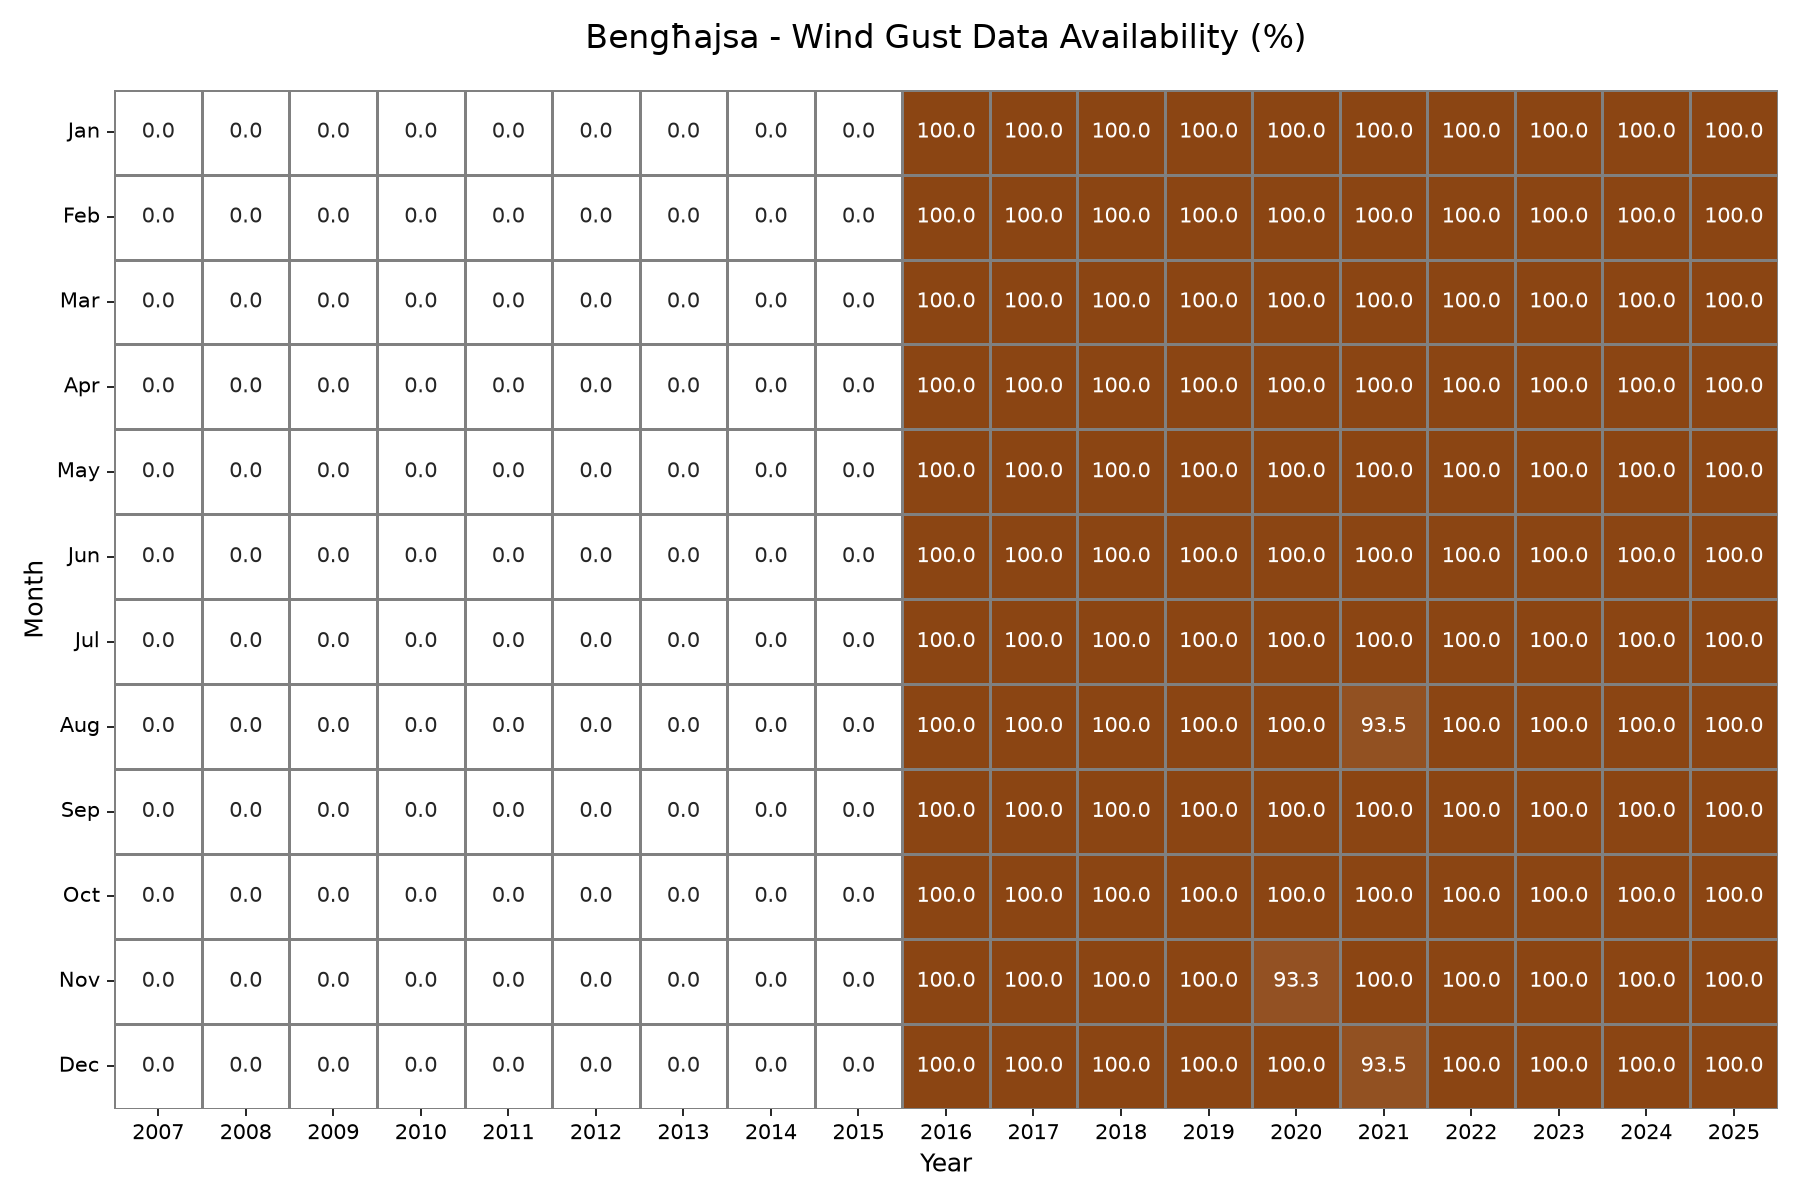 Bengħajsa - Wind Gust Data Availability (%)
Jan 0.0 0.0 0.0 0.0 0.0 0.0 0.0 0.0 0.0 100.0 100.0 100.0 100.0 100.0 100.0 100.0 100.0 100.0 100.0
Feb 0.0 0.0 0.0 0.0 0.0 0.0 0.0 0.0 0.0 100.0 100.0 100.0 100.0 100.0 100.0 100.0 100.0 100.0 100.0
Mar 0.0 0.0 0.0 0.0 0.0 0.0 0.0 0.0 0.0 100.0 100.0 100.0 100.0 100.0 100.0 100.0 100.0 100.0 100.0
Apr 0.0 0.0 0.0 0.0 0.0 0.0 0.0 0.0 0.0 100.0 100.0 100.0 100.0 100.0 100.0 100.0 100.0 100.0 100.0
May 0.0 0.0 0.0 0.0 0.0 0.0 0.0 0.0 0.0 100.0 100.0 100.0 100.0 100.0 100.0 100.0 100.0 100.0 100.0
Jun 0.0 0.0 0.0 0.0 0.0 0.0 0.0 0.0 0.0 100.0 100.0 100.0 100.0 100.0 100.0 100.0 100.0 100.0 100.0
Month
Jul 0.0 0.0 0.0 0.0 0.0 0.0 0.0 0.0 0.0 100.0 100.0 100.0 100.0 100.0 100.0 100.0 100.0 100.0 100.0
Aug 0.0 0.0 0.0 0.0 0.0 0.0 0.0 0.0 0.0 100.0 100.0 100.0 100.0 100.0 93.5 100.0 100.0 100.0 100.0
Sep 0.0 0.0 0.0 0.0 0.0 0.0 0.0 0.0 0.0 100.0 100.0 100.0 100.0 100.0 100.0 100.0 100.0 100.0 100.0
Oct 0.0 0.0 0.0 0.0 0.0 0.0 0.0 0.0 0.0 100.0 100.0 100.0 100.0 100.0 100.0 100.0 100.0 100.0 100.0
Nov 0.0 0.0 0.0 0.0 0.0 0.0 0.0 0.0 0.0 100.0 100.0 100.0 100.0 93.3 100.0 100.0 100.0 100.0 100.0
Dec 0.0 0.0 0.0 0.0 0.0 0.0 0.0 0.0 0.0 100.0 100.0 100.0 100.0 100.0 93.5 100.0 100.0 100.0 100.0
2007 2008 2009 2010 2011 2012 2013 2014 2015 2016 2017 2018 2019 2020 2021 2022 2023 2024 2025
Year